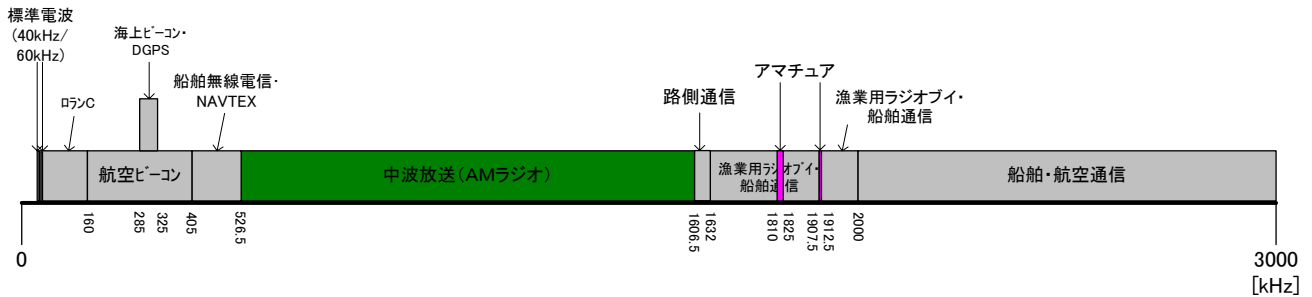 標準電波
(40kHz/
60kHz)
海上ﾋﾞｰｺﾝ・
DGPS
ﾛﾗﾝC
船舶無線電信・
NAVTEX
路側通信
アマチュア
漁業用ラジオブイ・
船舶通信
航空ﾋﾞｰｺﾝ
中波放送(AMラジオ)
漁業用ラジオブイ・
船舶通信
船舶・航空通信
0
160
285
325
405
526.5
1606.5
1632
1810
1825
1907.5
1912.5
2000
3000
[kHz]